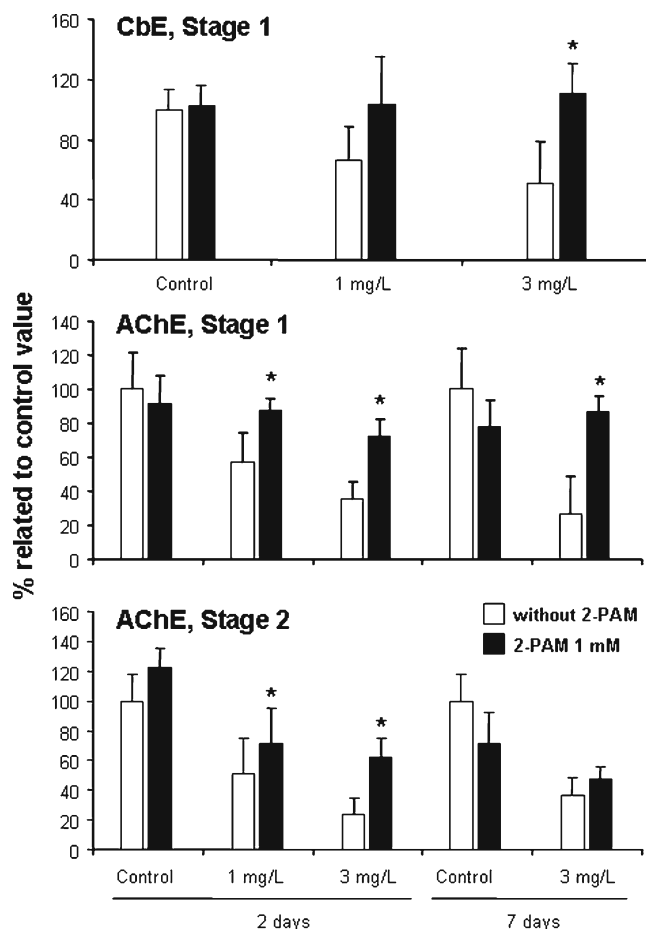 % related to control value
CbE, Stage 1
160
120
80
40
0
*
Control 1 mg/L 3 mg/L
AChE, Stage 1
140
120
100
80
60
40
20
0
* * *
AChE, Stage 2
160
140
120
100
80
60
40
20
0
without 2-PAM
2-PAM 1 mM
* *
Control 1 mg/L 3 mg/L Control 3 mg/L
2 days 7 days